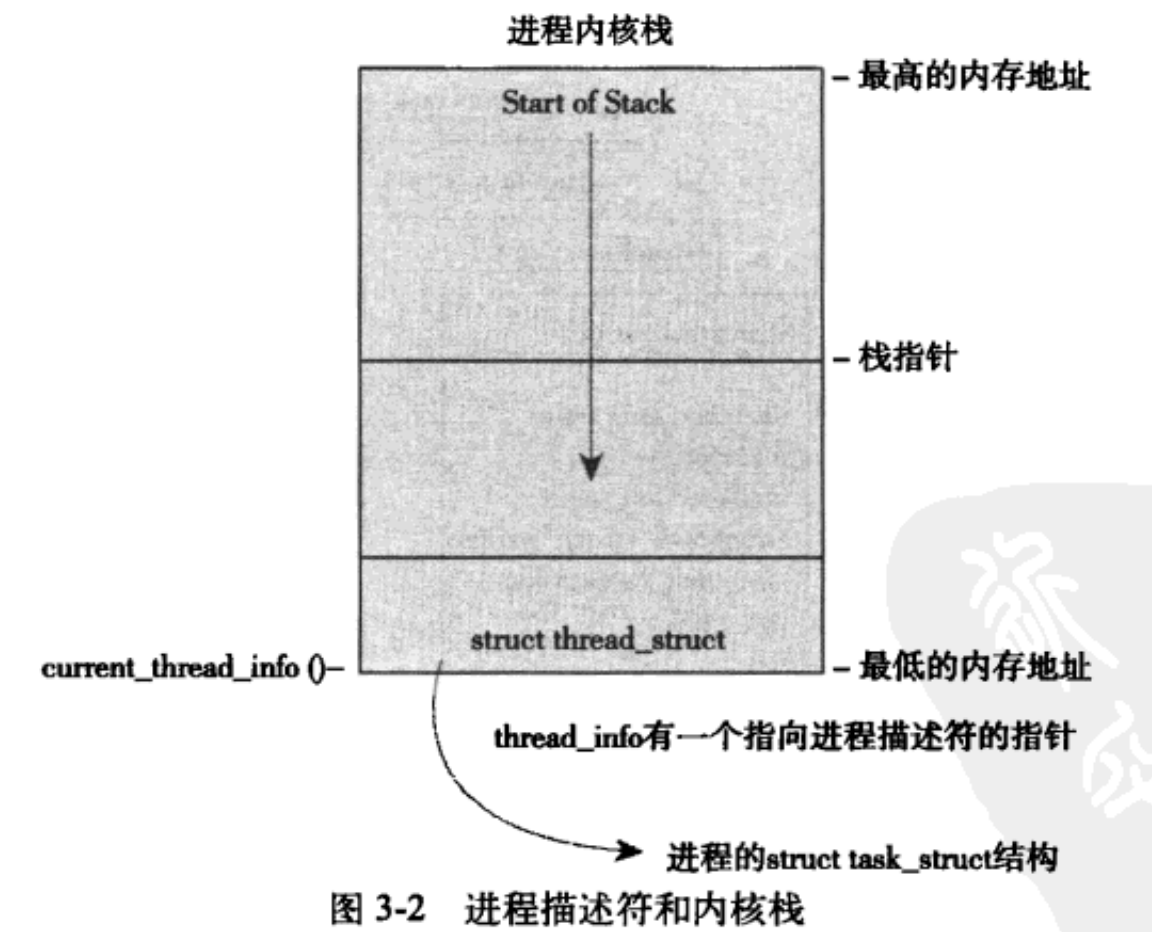 进程内核栈
– 最高的内存地址
Start of Stack
– 栈指针
struct thread_struct
current_thread_info ()–
– 最低的内存地址
thread_info有一个指向进程描述符的指针
进程的struct task_struct结构
图 3-2 进程描述符和内核栈